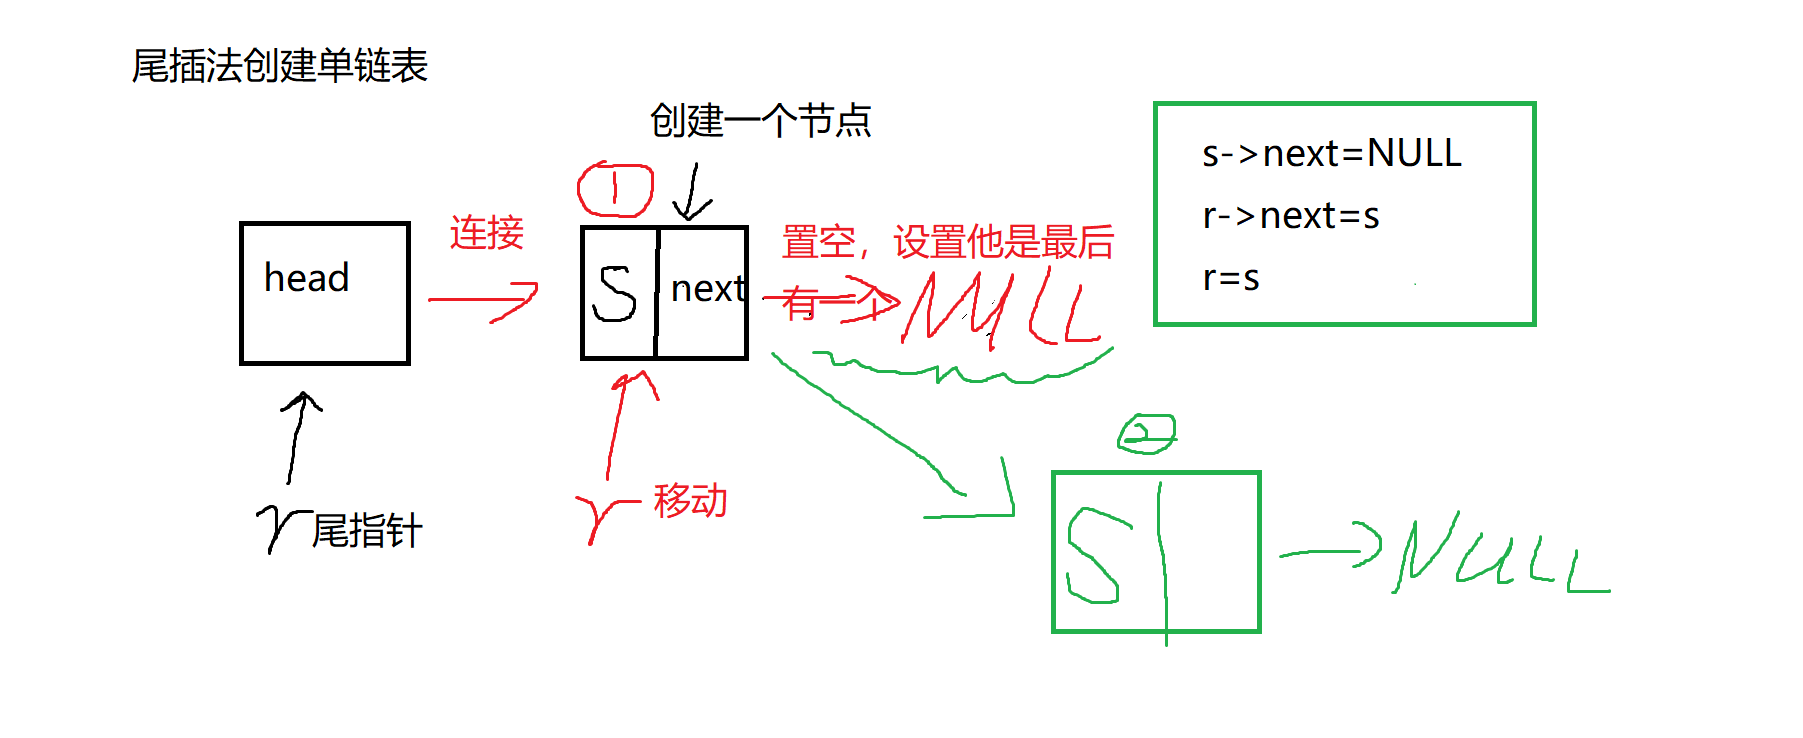 尾插法创建单链表
创建一个节点
1
连接
head
S next
置空，设置他是最后
有一个 NULL
s->next=NULL
r->next=s
r=s
r 尾指针
r 移动
2
S
NULL